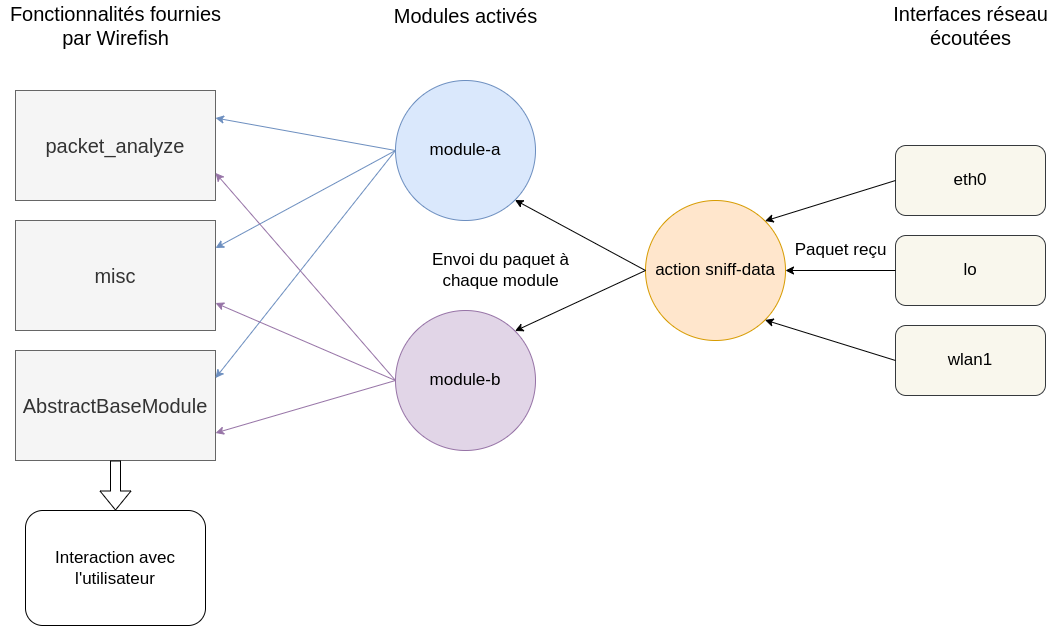 Fonctionnalités fournies
par Wirefish
Modules activés
Interfaces réseau
écoutées
packet_analyze
misc
AbstractBaseModule
Interaction avec
l'utilisateur
module-a
Envoi du paquet à
chaque module
module-b
action sniff-data
Paquet reçu
eth0
lo
wlan1